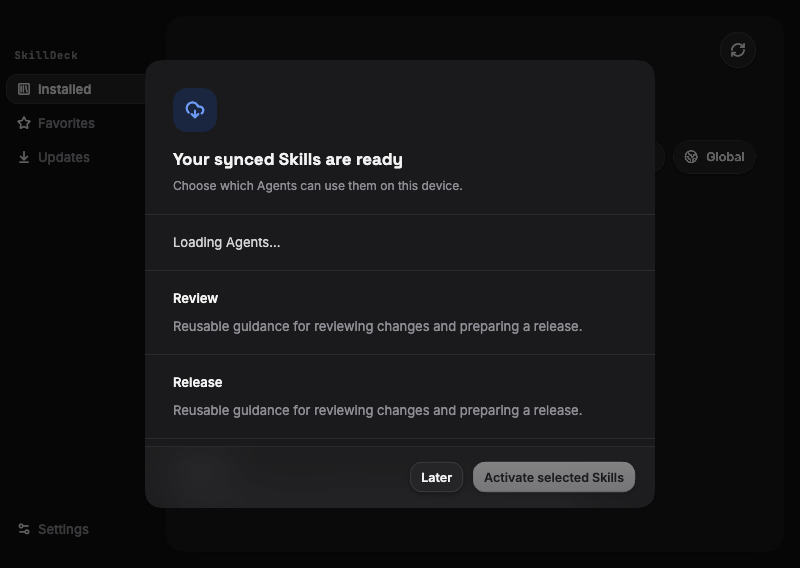 SkillDeck
Installed
Favorites
Updates
Global
Your synced Skills are ready
Choose which Agents can use them on this device.
Loading Agents...
Review
Reusable guidance for reviewing changes and preparing a release.
Release
Reusable guidance for reviewing changes and preparing a release.
Later
Activate selected Skills
Settings